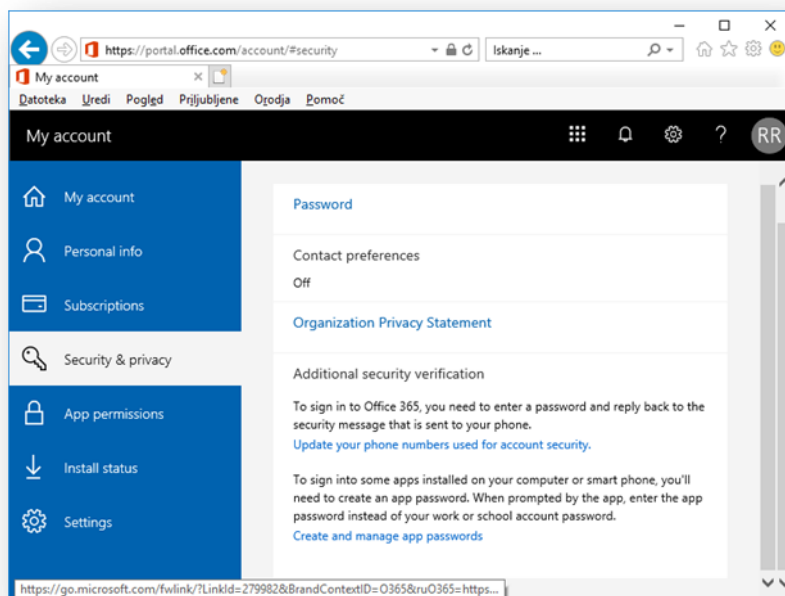 https://portal.office.com/account/#security
Iskanje ...
My account
Datoteka Uredi Pogled Priljubljene Orodja Pomoč
My account
?
RR
My account
Personal info
Subscriptions
Security & privacy
App permissions
Install status
Settings
Password
Contact preferences
Off
Organization Privacy Statement
Additional security verification
To sign in to Office 365, you need to enter a password and reply back to the
security message that is sent to your phone.
Update your phone numbers used for account security.
To sign into some apps installed on your computer or smart phone, you'll
need to create an app password. When prompted by the app, enter the app
password instead of your work or school account password.
Create and manage app passwords
https://go.microsoft.com/fwlink/?LinkId=279982&BrandContextID=O365&ruO365=https...